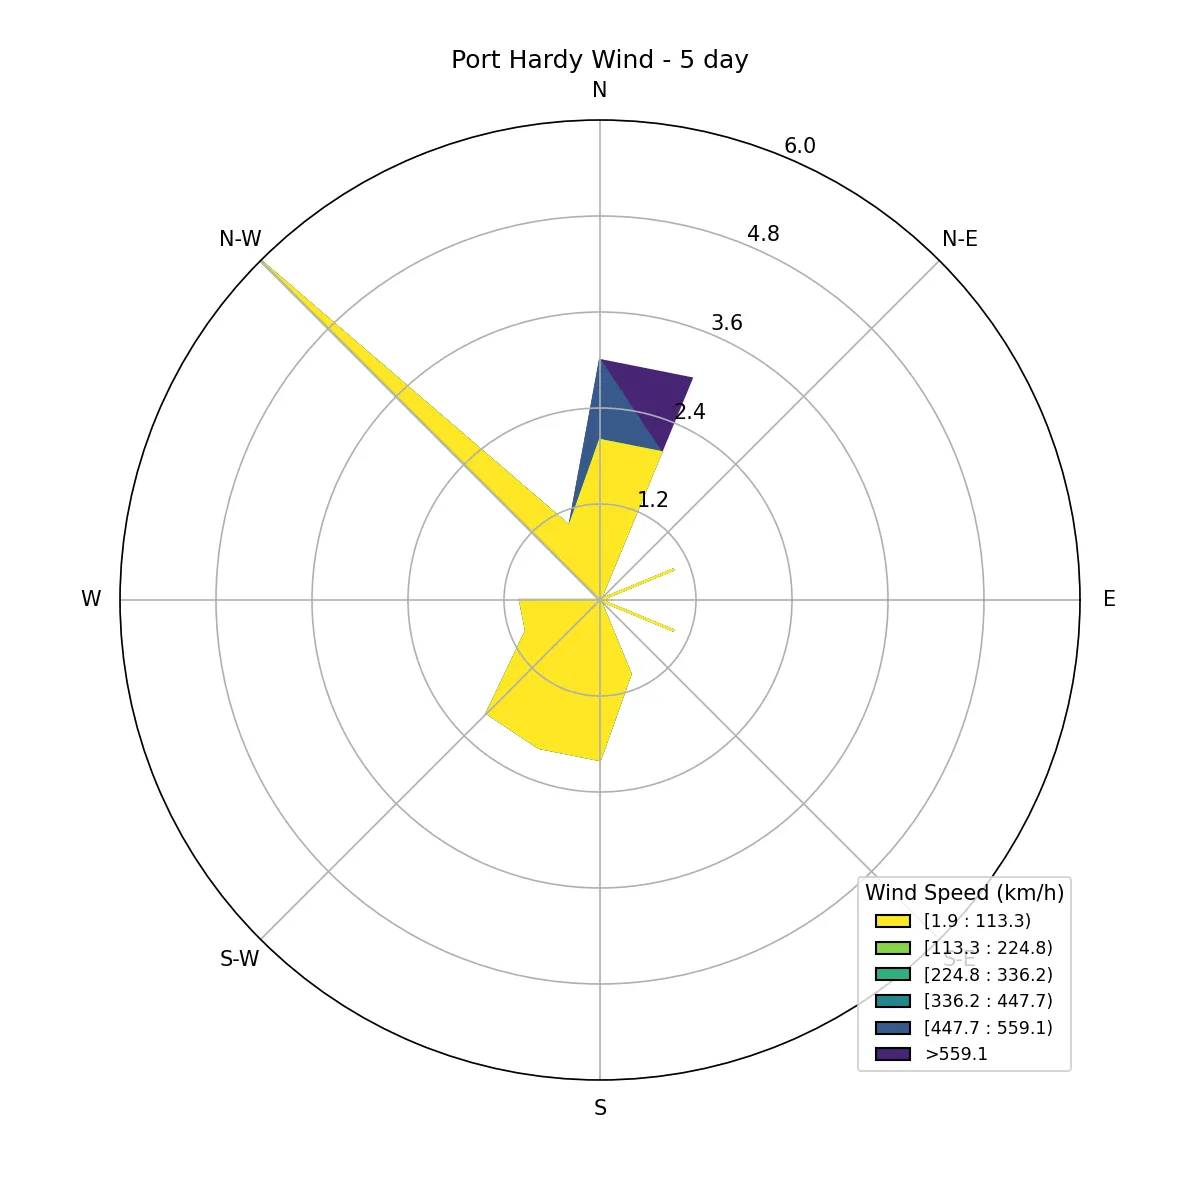 Port Hardy Wind - 5 day
N
6.0
4.8
N-W
N-E
3.6
2.4
1.2
W
E
Wind Speed (km/h)
[1.9 : 113.3)
[113.3 : 224.8)
S-W
S-E
[224.8 : 336.2)
[336.2 : 447.7)
[447.7 : 559.1)
>559.1
S